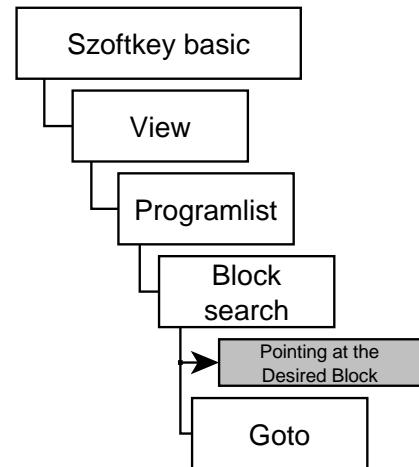 Szoftkey basic
View
Programlist
Block
search
Pointing at the
Desired Block
Goto